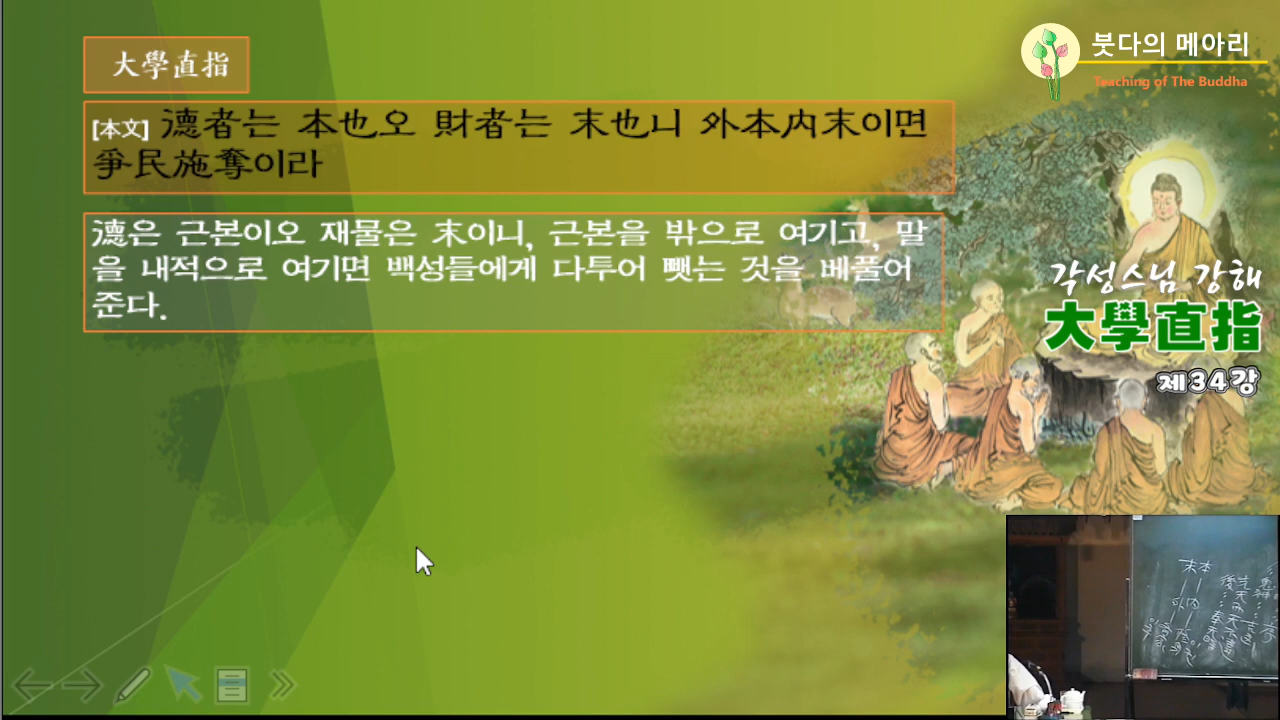 大學直指
[本文] 德者는 本也오 財者는 末也니 外本內末이면
爭民施奪이라
德은 근본이오 재물은 末이니, 근본을 밖으로 여기고, 말
을 내적으로 여기면 백성들에게 다투어 뺏는 것을 베풀어
준다.
붓다의 메아리
Teaching of The Buddha
각성스님 강해
大學直指
제34강
末本